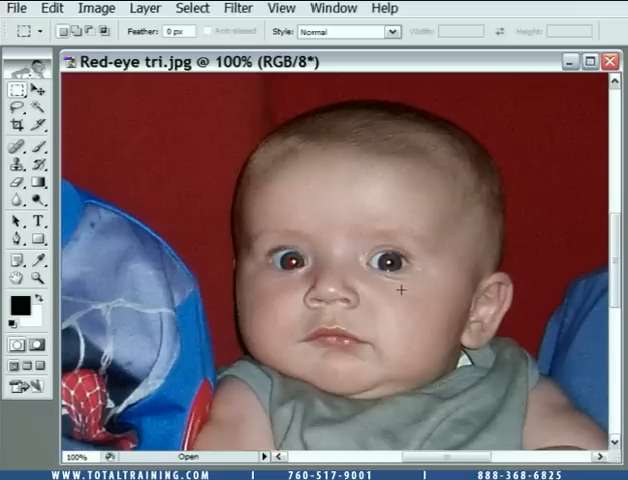 File Edit Image Layer Select Filter View Window Help
Feather: 0 px Anti-aliased Style: Normal Width: Height:
Red-eye tri.jpg @ 100% (RGB/8*)
T
100% Open
WWW.TOTALTRAINING.COM | 760-517-9001 | 888-368-6825